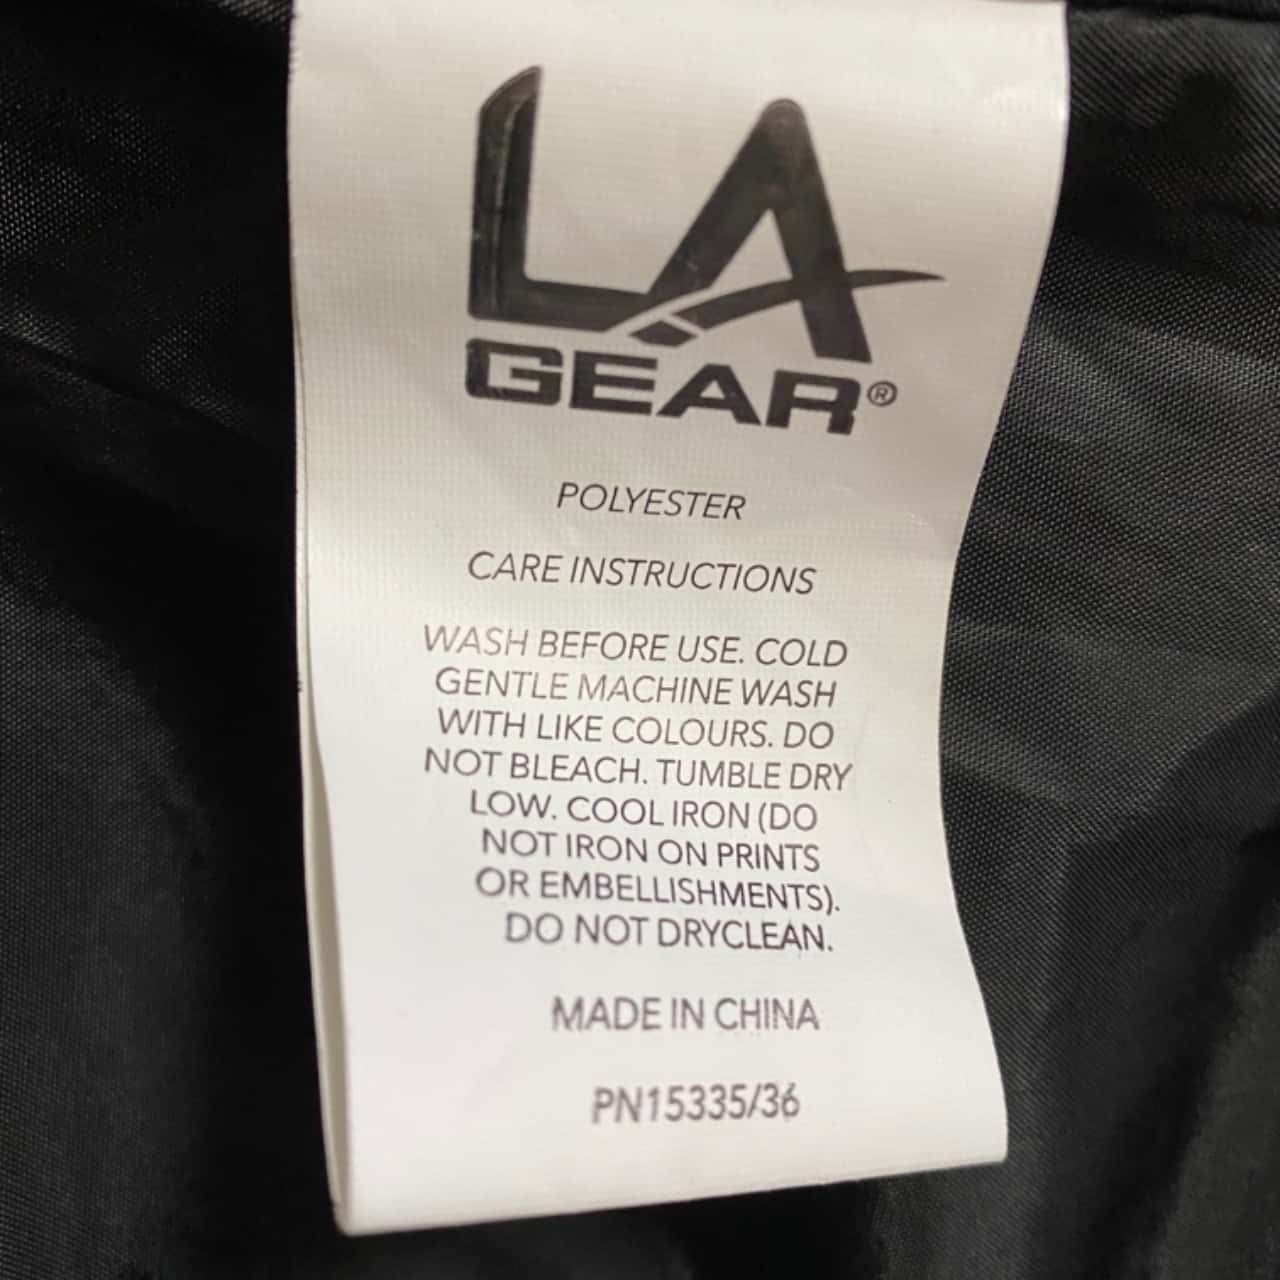 LA
GEAR®
POLYESTER
CARE INSTRUCTIONS
WASH BEFORE USE. COLD
GENTLE MACHINE WASH
WITH LIKE COLOURS. DO
NOT BLEACH. TUMBLE DRY
LOW. COOL IRON (DO
NOT IRON ON PRINTS
OR EMBELLISHMENTS).
DO NOT DRYCLEAN.
MADE IN CHINA
PN15335/36